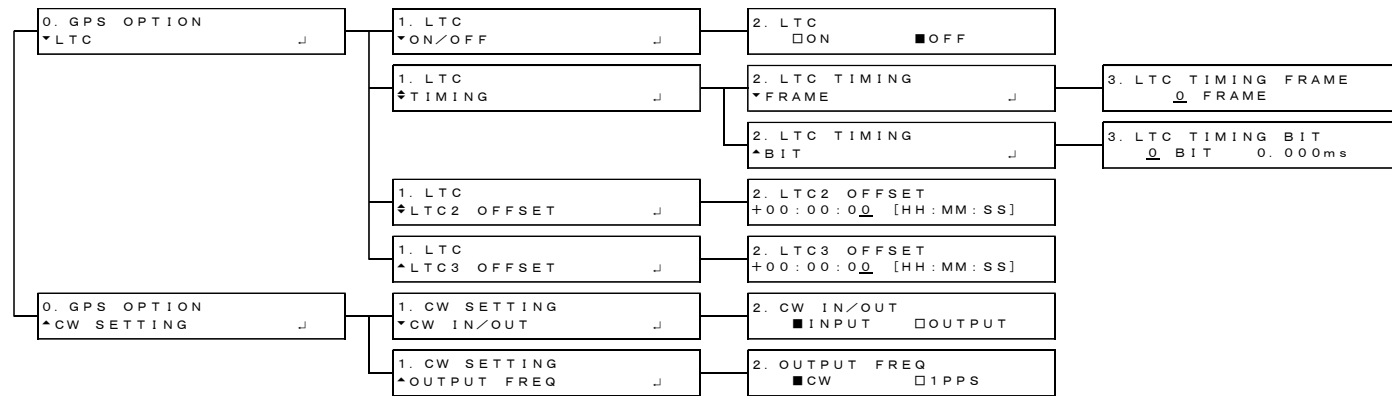 0. GPS OPTION
▾LTC ↵
1. LTC
▾ON/OFF ↵
2. LTC
□ON ■OFF
1. LTC
♦TIMING ↵
2. LTC TIMING
▾FRAME ↵
3. LTC TIMING FRAME
0 FRAME
2. LTC TIMING
▴BIT ↵
3. LTC TIMING BIT
0 BIT 0.000ms
1. LTC
♦LTC2 OFFSET ↵
2. LTC2 OFFSET
+00:00:00 [HH:MM:SS]
1. LTC
▴LTC3 OFFSET ↵
2. LTC3 OFFSET
+00:00:00 [HH:MM:SS]
0. GPS OPTION
▴CW SETTING ↵
1. CW SETTING
▾CW IN/OUT ↵
2. CW IN/OUT
■INPUT □OUTPUT
1. CW SETTING
▴OUTPUT FREQ ↵
2. OUTPUT FREQ
■CW □1PPS